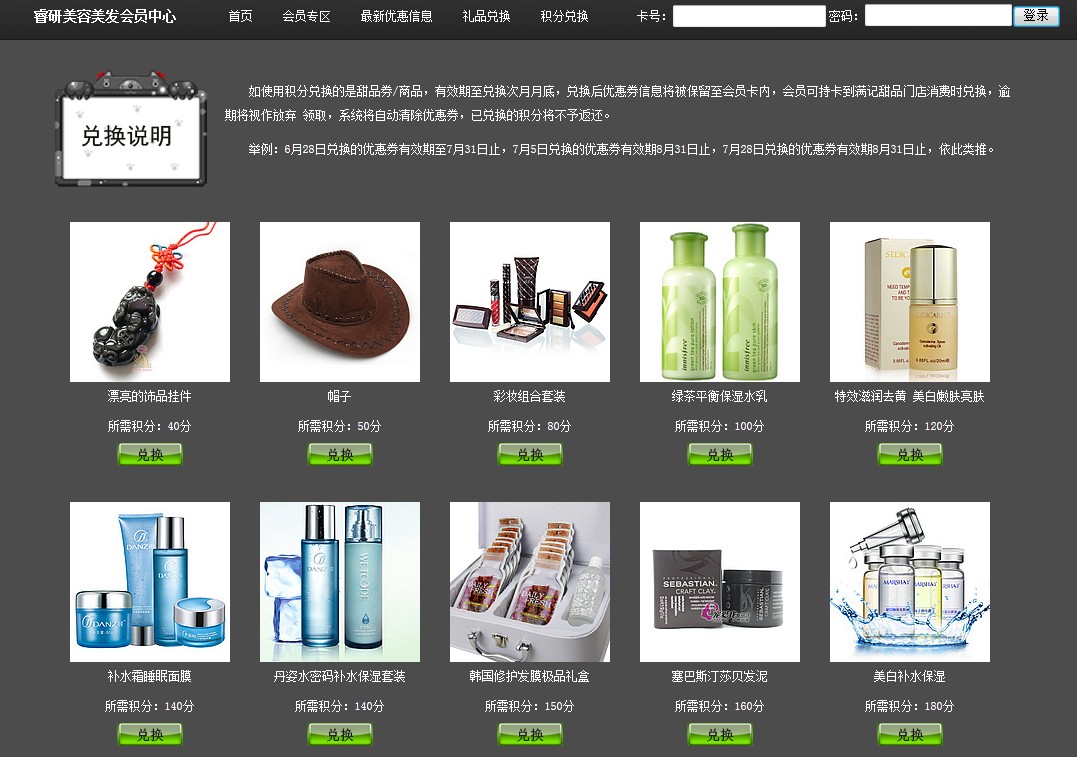 睿研美容美发会员中心 首页 会员专区 最新优惠信息 礼品兑换 积分兑换 卡号: 密码: 登录
兑换说明
如使用积分兑换的是甜品券/商品，有效期至兑换次月月底，兑换后优惠券信息将被保留至会员卡内，会员可持卡到满记甜品门店消费时兑换，逾
期将视作放弃 领取，系统将自动清除优惠券，已兑换的积分将不予返还。
举例：6月28日兑换的优惠券有效期至7月31日止，7月5日兑换的优惠券有效期8月31日止，7月28日兑换的优惠券有效期8月31日止，依此类推。
innisfree
innisfree
漂亮的饰品挂件 帽子 彩妆组合套装 绿茶平衡保湿水乳 特效滋润去黄 美白嫩肤亮肤
所需积分：40分 所需积分：50分 所需积分：80分 所需积分：100分 所需积分：120分
兑换 兑换 兑换 兑换 兑换
DANZ
DANZ
DANZ
WETCODE
SEBASTIAN
CRAFT CLAY
MARSHA
补水霜睡眠面膜 丹姿水密码补水保湿套装 韩国修护发膜极品礼盒 塞巴斯汀莎贝发泥 美白补水保湿
所需积分：140分 所需积分：140分 所需积分：150分 所需积分：160分 所需积分：180分
兑换 兑换 兑换 兑换 兑换